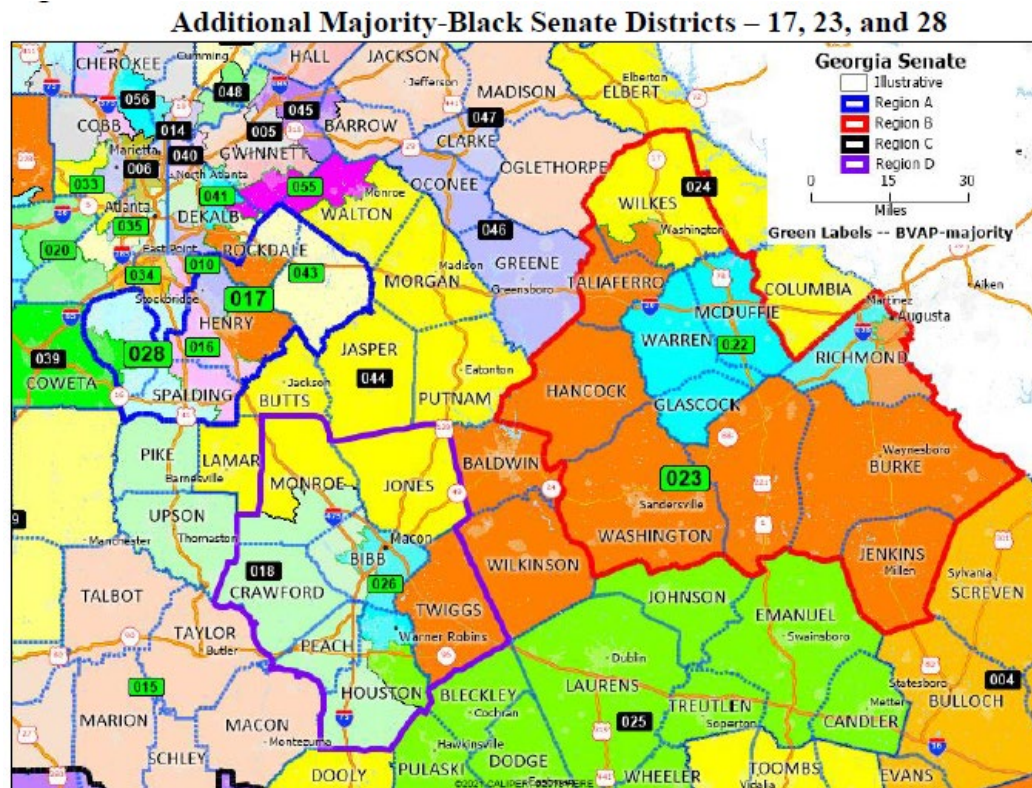 Additional Majority-Black Senate Districts – 17, 23, and 28
Georgia Senate
Illustrative
Region A
Region B
Region C
Region D
0 15 30
Miles
Green Labels -- BVAP-majority
CHEROKEE
Cumming
HALL
JACKSON
Jefferson
MADISON
Elberton
ELBERT
056
048
045
047
COBB
014
005
BARROW
CLARKE
Marietta
040
GWINNETT
OGLETHORPE
006
North Atlanta
OCONEE
033
041
055
Monroe
024
WILKES
Atlanta
DEKALB
WALTON
Washington
035
046
020
East Point
ROCKDALE
Madison
GREENE
COLUMBIA
034
010
043
MORGAN
Greensboro
TALIAFERRO
Aiken
Stockbridge
017
Martinez
MCDUFFIE
Augusta
HENRY
WARREN
022
RICHMOND
039
028
016
JASPER
COWETA
044
Eatonton
HANCOCK
SPALDING
Jackson
BUTTS
PUTNAM
GLASCOCK
PIKE
LAMAR
BALDWIN
Waynesboro
BURKE
Barnesville
MONROE
JONES
023
Sandersville
UPSON
Manchester
Thomaston
Macon
WASHINGTON
JENKINS
BIBB
WILKINSON
Millen
018
026
Sylvania
CRAWFORD
SCREVEN
TALBOT
TWIGGS
JOHNSON
EMANUEL
TAYLOR
Butler
PEACH
Warner Robins
Swainsboro
Dublin
Statesboro
015
HOUSTON
BLECKLEY
LAURENS
TREUTLEN
Metter
004
BULLOCH
MARION
MACON
Cochran
025
Soperton
CANDLER
Montezuma
Hawkinsville
SCHLEY
DODGE
DOOLY
PULASKI
WHEELER
TOOMBS
EVANS
Vidalia